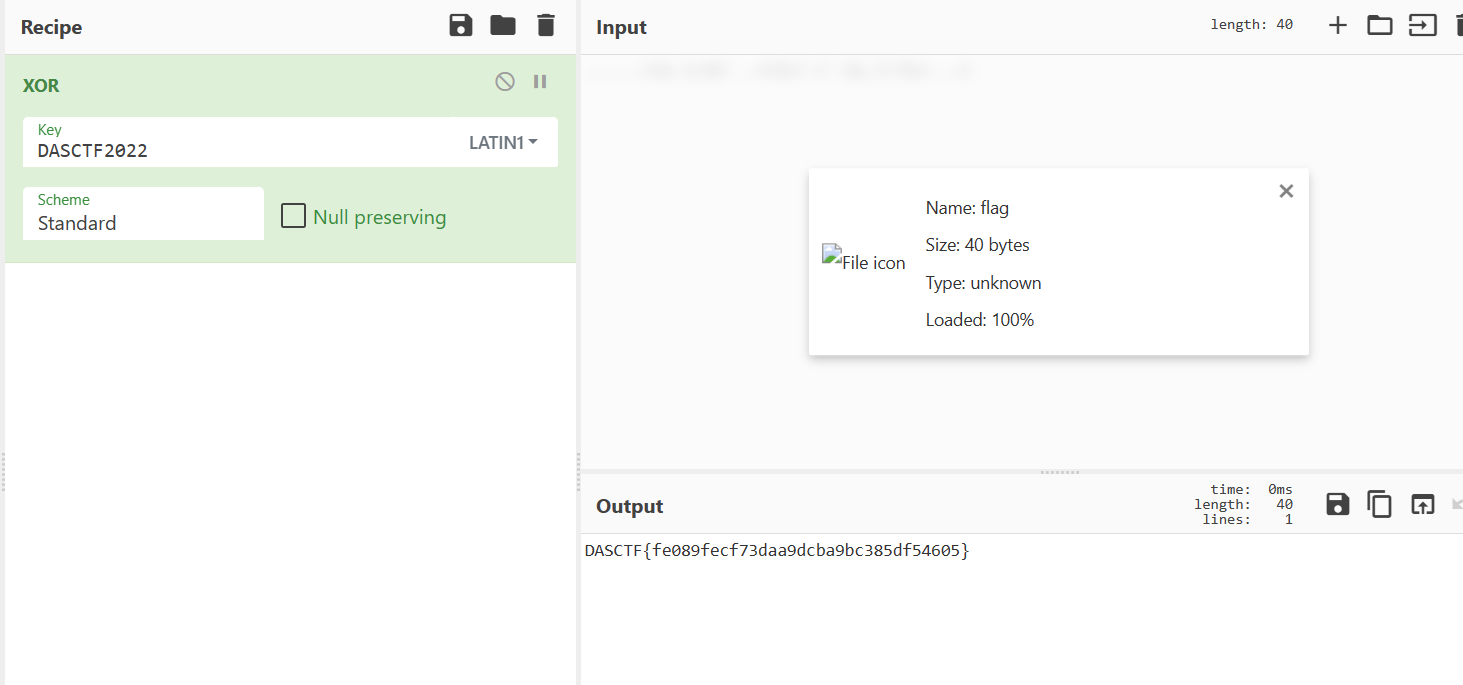 Recipe
XOR
Key
DASCTF2022
LATIN1
Scheme
Standard
Null preserving
Input
length: 40
File icon
Name: flag
Size: 40 bytes
Type: unknown
Loaded: 100%
Output
time: 0ms
length: 40
lines: 1
DASCTF{fe089fecf73daa9dcba9bc385df54605}